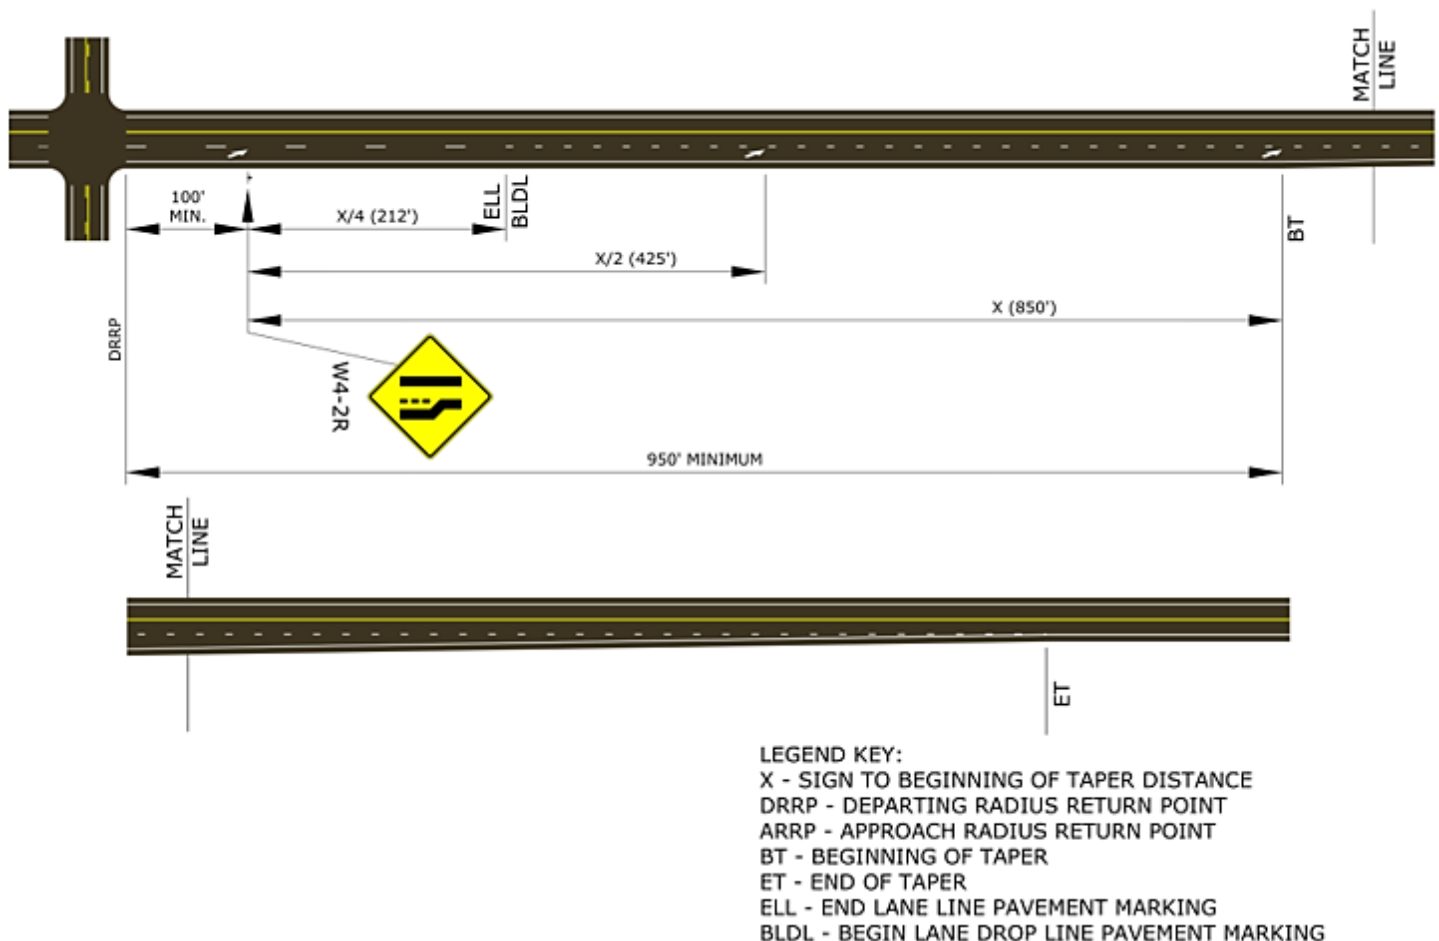 MATCH
LINE
100'
MIN.
X/4 (212')
ELL
BLDL
X/2 (425')
BT
X (850')
DRRP
W4-2R
950' MINIMUM
MATCH
LINE
ET
LEGEND KEY:
X - SIGN TO BEGINNING OF TAPER DISTANCE
DRRP - DEPARTING RADIUS RETURN POINT
ARRP - APPROACH RADIUS RETURN POINT
BT - BEGINNING OF TAPER
ET - END OF TAPER
ELL - END LANE LINE PAVEMENT MARKING
BLDL - BEGIN LANE DROP LINE PAVEMENT MARKING